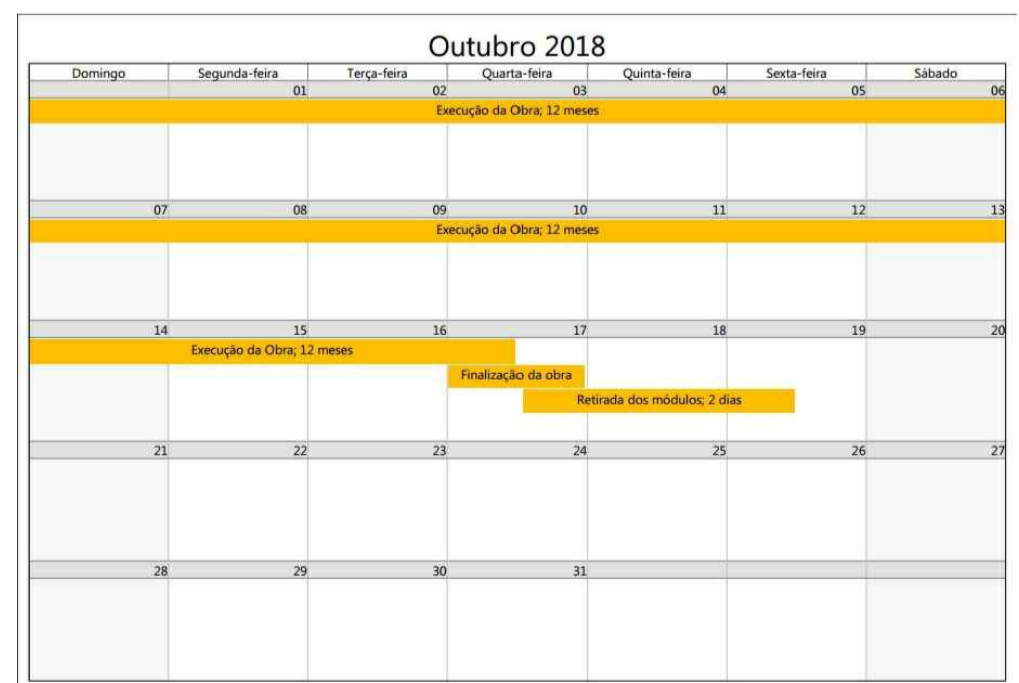 Outubro 2018
Domingo Segunda-feira Terça-feira Quarta-feira Quinta-feira Sexta-feira Sábado
01 02 03 04 05 06
Execução da Obra; 12 meses
07 08 09 10 11 12 13
Execução da Obra; 12 meses
14 15 16 17 18 19 20
Execução da Obra; 12 meses
Finalização da obra
Retirada dos módulos; 2 dias
21 22 23 24 25 26 27
28 29 30 31